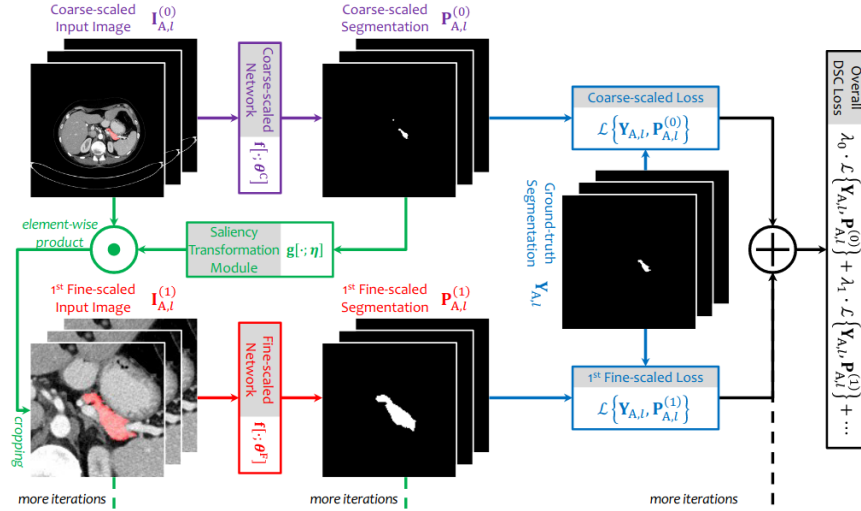 Coarse-scaled
Input Image I_{A,l}^{(0)}
Coarse-scaled
Network
f[·; θ^C]
Coarse-scaled
Segmentation P_{A,l}^{(0)}
Coarse-scaled Loss
ℒ{Y_{A,l}, P_{A,l}^{(0)}}
Overall
DSC Loss
λ_0 · ℒ{Y_{A,l}, P_{A,l}^{(0)}} + λ_1 · ℒ{Y_{A,l}, P_{A,l}^{(1)}} + ...
element-wise
product
Saliency
Transformation
Module
g[·; η]
Ground-truth
Segmentation Y_{A,l}
1st Fine-scaled
Input Image I_{A,l}^{(1)}
Fine-scaled
Network
f[·; θ^F]
1st Fine-scaled
Segmentation P_{A,l}^{(1)}
1st Fine-scaled Loss
ℒ{Y_{A,l}, P_{A,l}^{(1)}}
cropping
more iterations
more iterations
more iterations